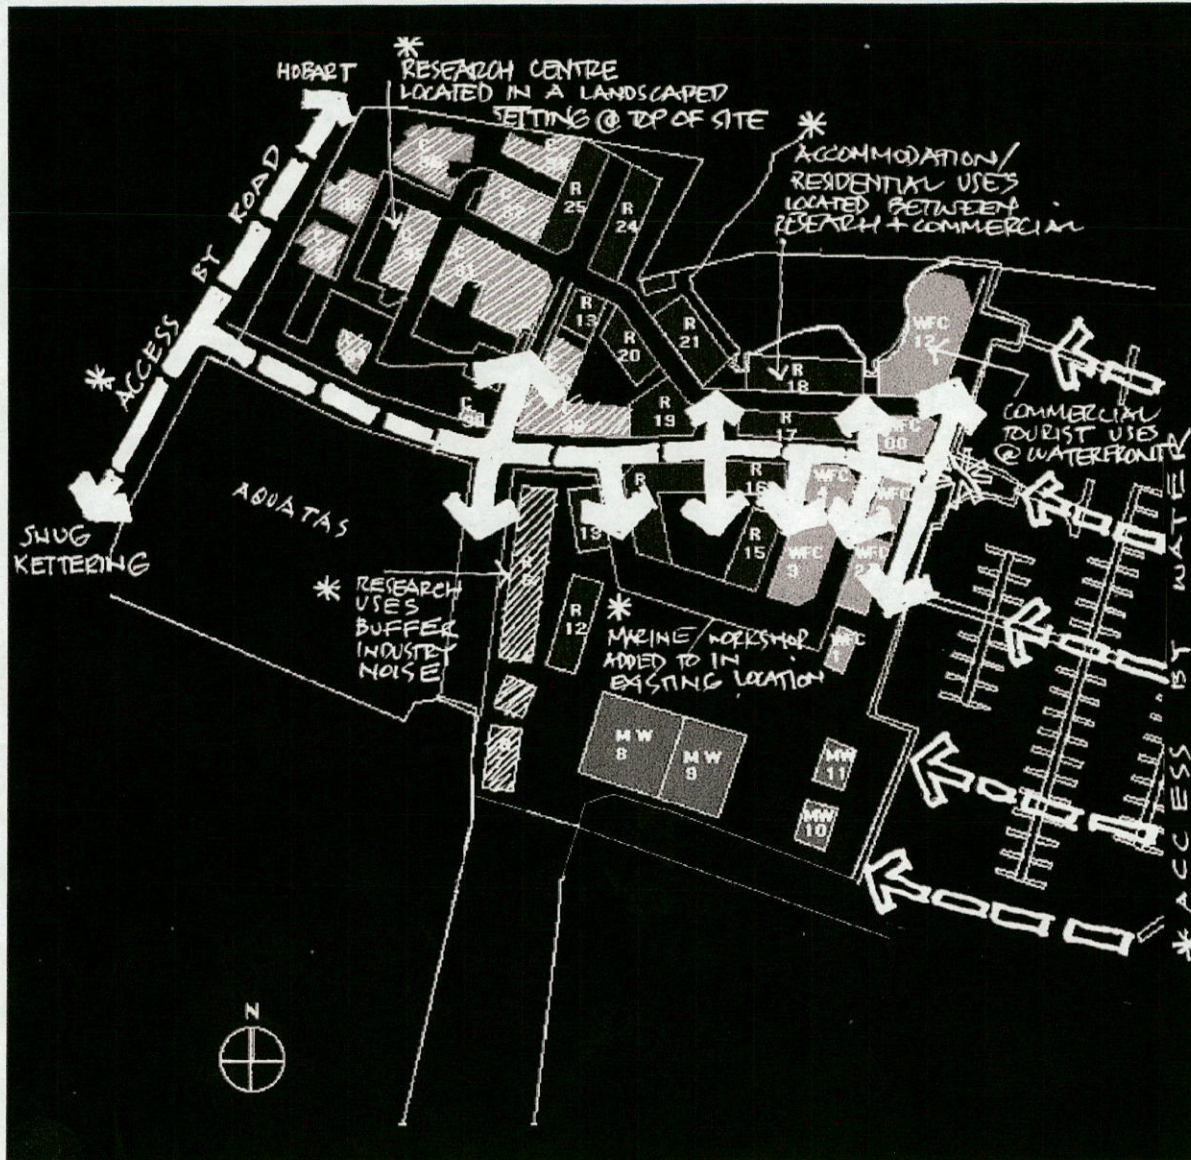 HOBART
* RESEARCH CENTRE
LOCATED IN A LANDSCAPED
SETTING @ TOP OF SITE
*
ACCOMMODATION/
RESIDENTIAL USES
LOCATED BETWEEN
RESEARCH + COMMERCIAL
* ACCESS BY ROAD
R
25
R
24
R
13
R
20
R
21
WFC
12
R
18
R
19
R
17
COMMERCIAL
TOURIST USES
@ WATERFRONT
AQUATAS
SNUG
KETTERING
R
15
WFC
9
* RESEARCH
USES
BUFFER
INDUSTRY
NOISE
R
12
*
MARINE WORKSHOP
ADDED TO IN
EXISTING LOCATION
WFC
MW
8
MW
9
MW
11
MW
10
* ACCESS BY WATER
N